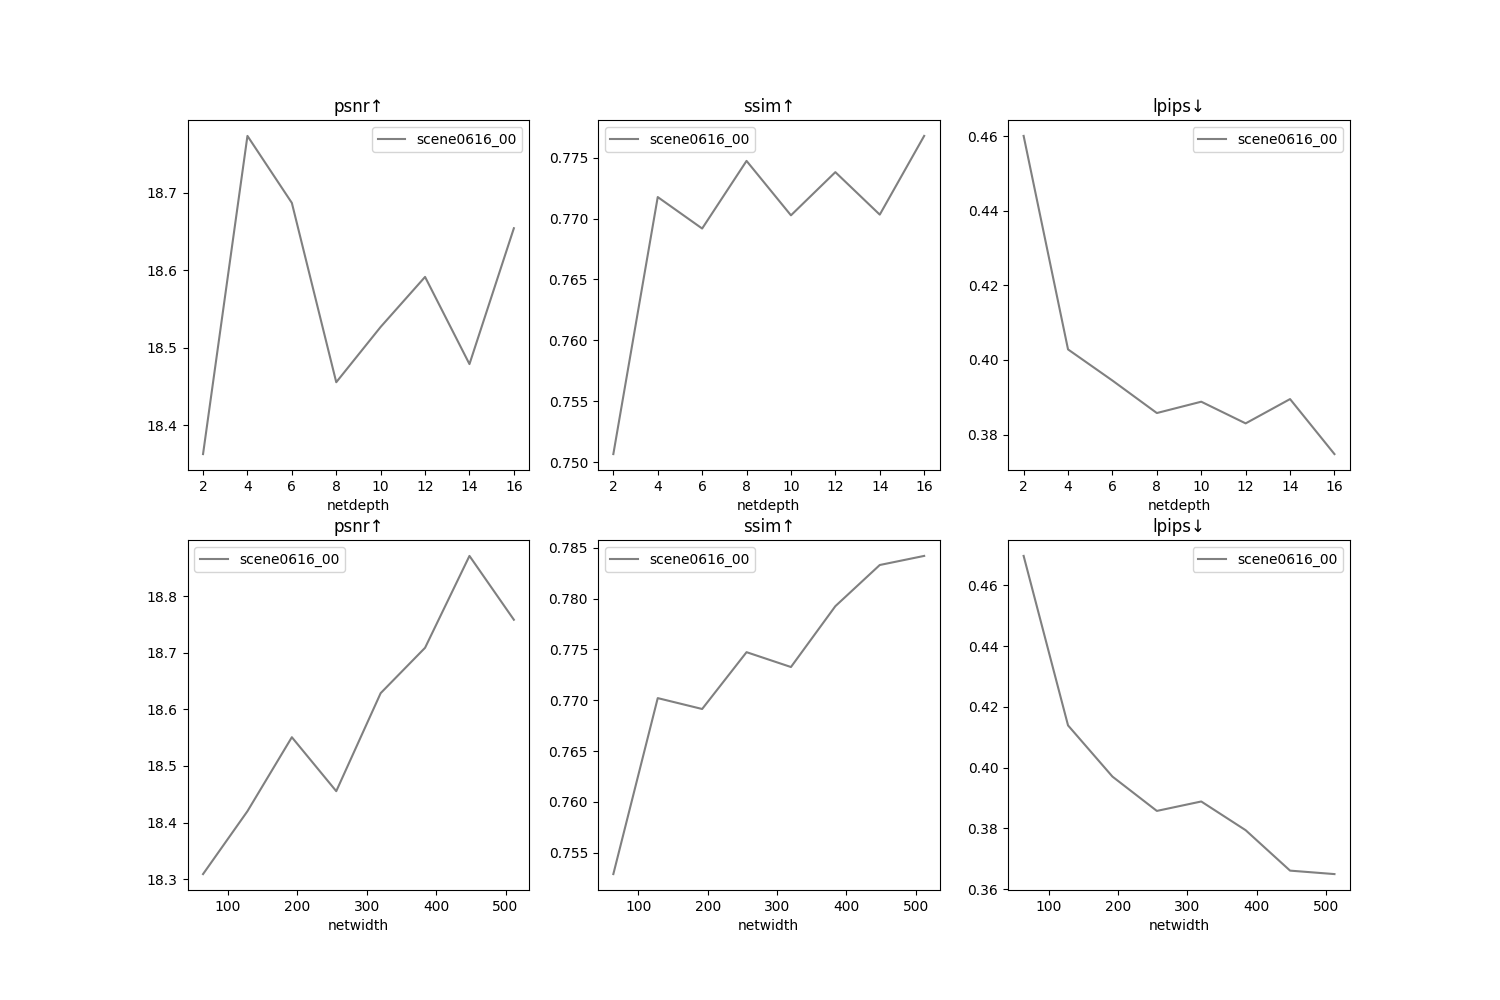 psnr↑
scene0616_00
18.7
18.6
18.5
18.4
2 4 6 8 10 12 14 16
netdepth
ssim↑
scene0616_00
0.775
0.770
0.765
0.760
0.755
0.750
2 4 6 8 10 12 14 16
netdepth
lpips↓
scene0616_00
0.46
0.44
0.42
0.40
0.38
2 4 6 8 10 12 14 16
netdepth
psnr↑
scene0616_00
18.8
18.7
18.6
18.5
18.4
18.3
100 200 300 400 500
netwidth
ssim↑
scene0616_00
0.785
0.780
0.775
0.770
0.765
0.760
0.755
100 200 300 400 500
netwidth
lpips↓
scene0616_00
0.46
0.44
0.42
0.40
0.38
0.36
100 200 300 400 500
netwidth